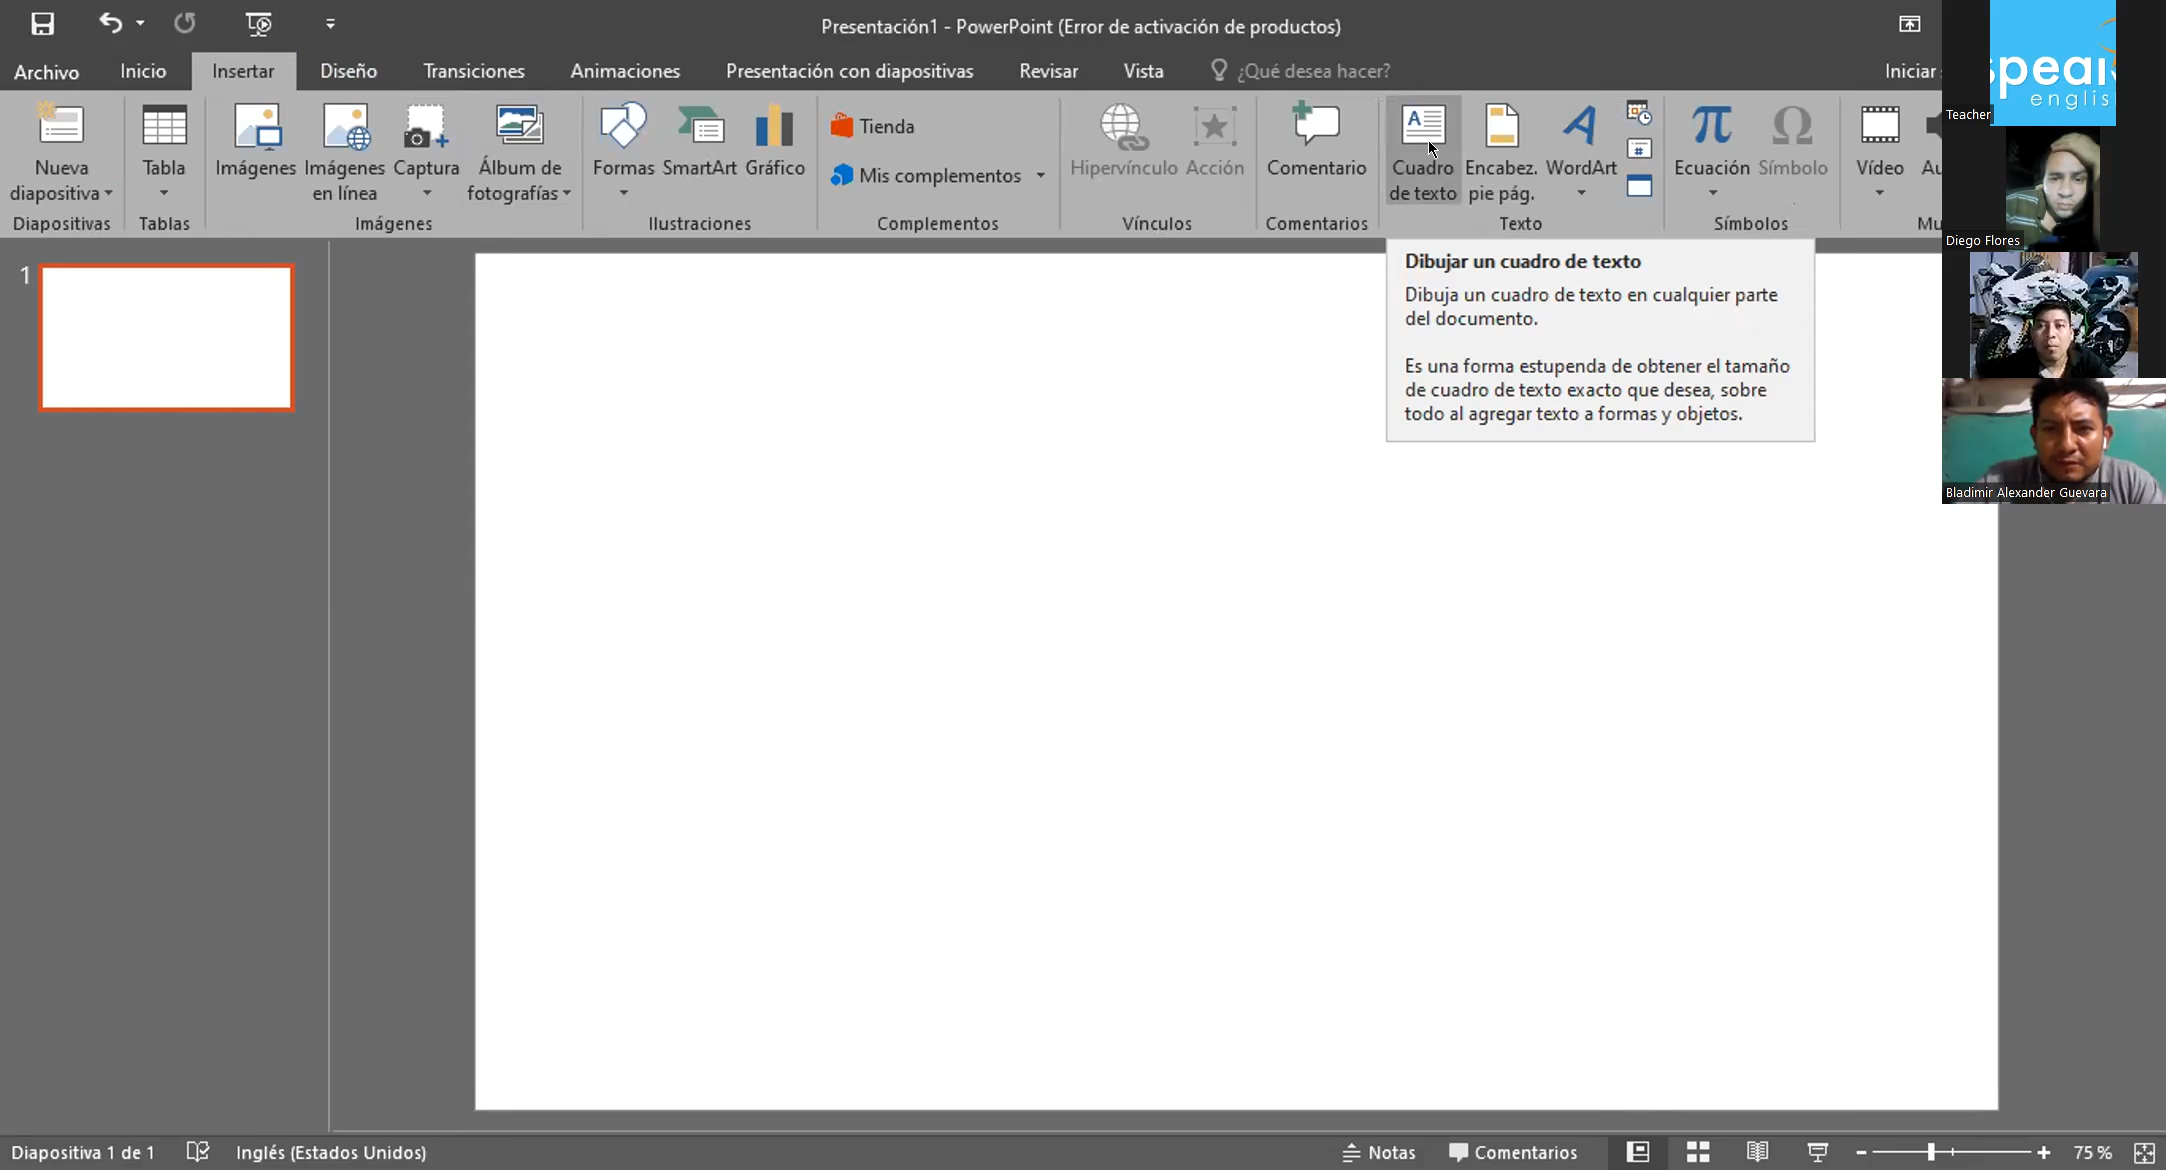 Presentación1 - PowerPoint (Error de activación de productos)
Archivo Inicio Insertar Diseño Transiciones Animaciones Presentación con diapositivas Revisar Vista ¿Qué desea hacer? Iniciar
Nueva diapositiva
Tabla
Imágenes
Imágenes en línea
Captura
Álbum de fotografías
Formas
SmartArt
Gráfico
Tienda
Mis complementos
Hipervínculo
Acción
Comentario
Cuadro de texto
Encabez. pie pág.
WordArt
Ecuación
Símbolo
Vídeo
Au
Diapositivas Tablas Imágenes Ilustraciones Complementos Vínculos Comentarios Texto Símbolos Mu
1
Dibujar un cuadro de texto
Dibuja un cuadro de texto en cualquier parte
del documento.
Es una forma estupenda de obtener el tamaño
de cuadro de texto exacto que desea, sobre
todo al agregar texto a formas y objetos.
englis
Teacher
Diego Flores
Bladimir Alexander Guevara
Diapositiva 1 de 1 Inglés (Estados Unidos) Notas Comentarios 75 %